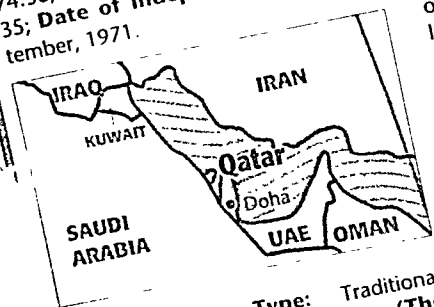 35; Date of
tember, 1971.
IRAQ
IRAN
KUWAIT
Qatar
Doha
SAUDI
ARABIA
UAE
OMAN
Type: Traditiona